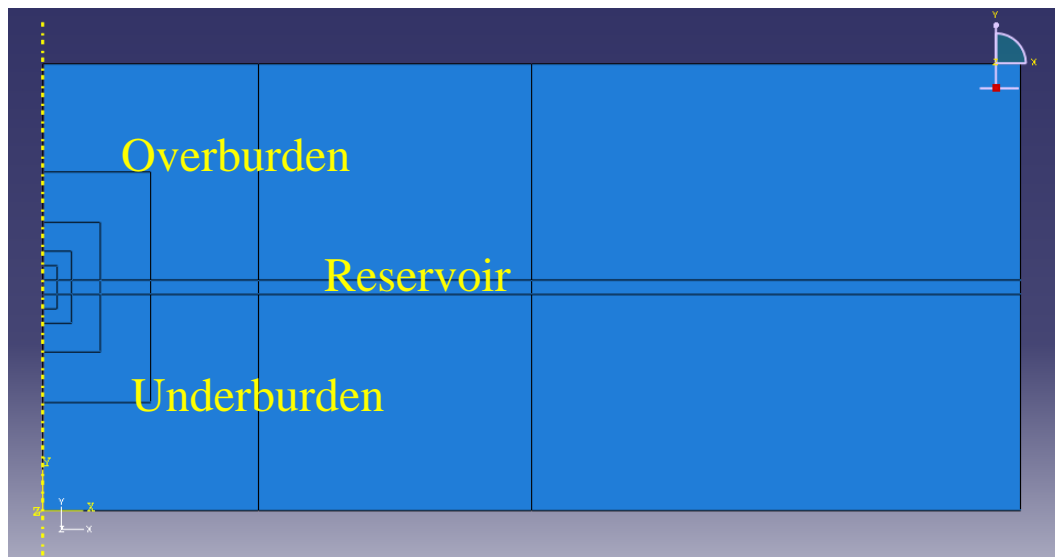 Y
Z X
Overburden
Reservoir
Underburden
Y
Z X
Y
Z X